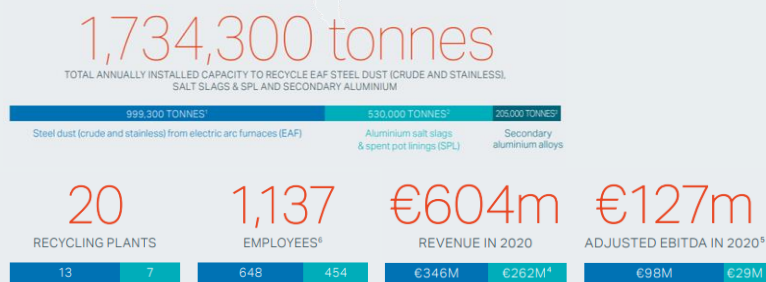 1,734,300 tonnes
TOTAL ANNUALLY INSTALLED CAPACITY TO RECYCLE EAF STEEL DUST (CRUDE AND STAINLESS),
SALT SLAGS & SPL AND SECONDARY ALUMINIUM
999,300 TONNES¹ 530,000 TONNES² 205,000 TONNES³
Steel dust (crude and stainless) from electric arc furnaces (EAF) Aluminium salt slags Secondary
& spent pot linings (SPL) aluminium alloys
20 1,137 €604m €127m
RECYCLING PLANTS EMPLOYEES⁶ REVENUE IN 2020 ADJUSTED EBITDA IN 2020⁵
13 7 648 454 €346M €262M⁴ €98M €29M